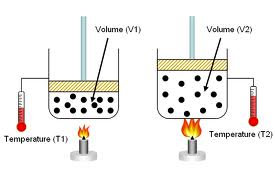 Volume (V1)
Volume (V2)
Temperature (T1)
Temperature (T2)